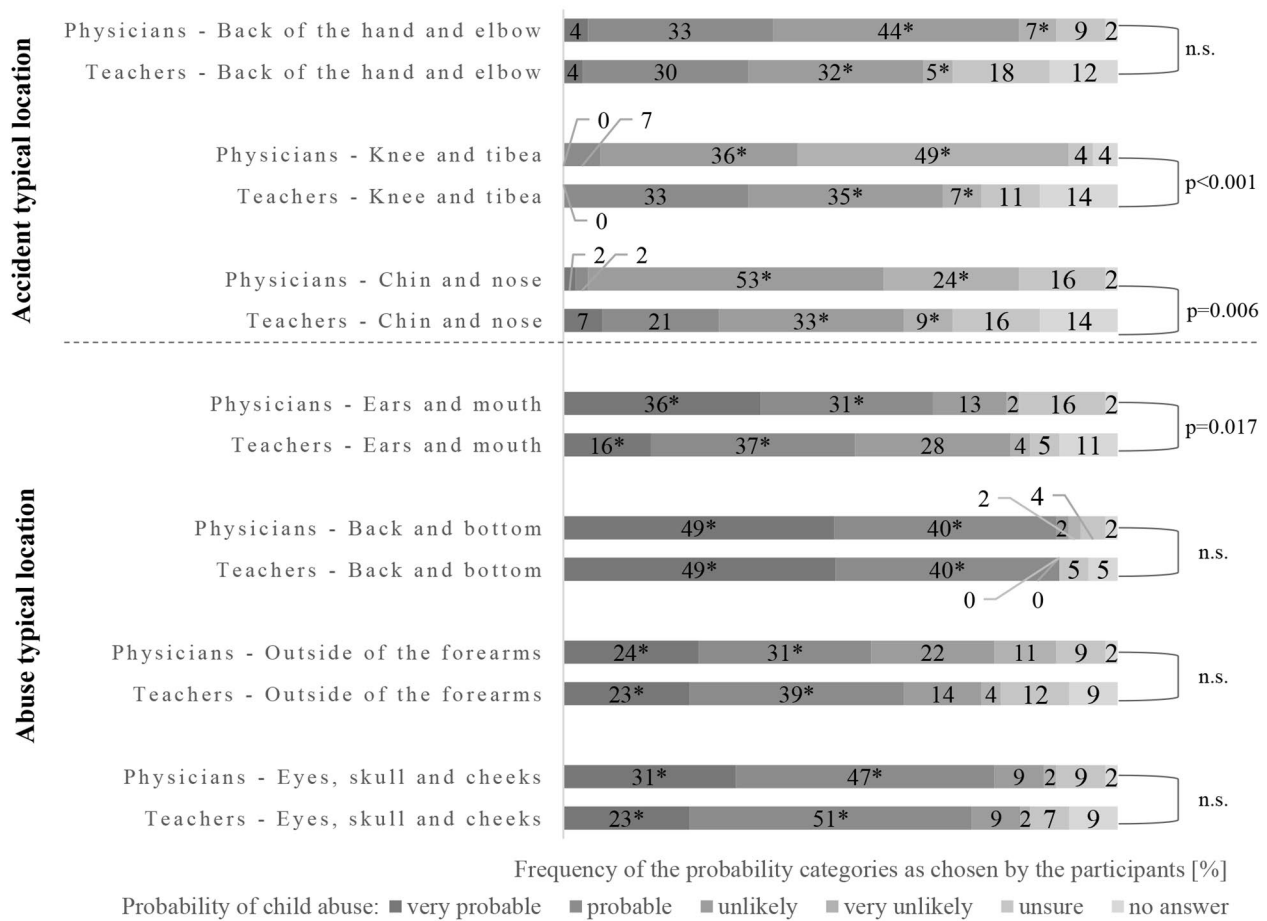 Accident typical location
Physicians - Back of the hand and elbow 4 33 44* 7* 9 2
n.s.
Teachers - Back of the hand and elbow 4 30 32* 5* 18 12
0 7
Physicians - Knee and tibea 36* 49* 4 4
p<0.001
Teachers - Knee and tibea 33 35* 7* 11 14
0
2 2
Physicians - Chin and nose 53* 24* 16 2
p=0.006
Teachers - Chin and nose 7 21 33* 9* 16 14
Abuse typical location
Physicians - Ears and mouth 36* 31* 13 2 16 2
p=0.017
Teachers - Ears and mouth 16* 37* 28 4 5 11
2 4
Physicians - Back and bottom 49* 40* 2 2
n.s.
Teachers - Back and bottom 49* 40* 5 5
0 0
Physicians - Outside of the forearms 24* 31* 22 11 9 2
n.s.
Teachers - Outside of the forearms 23* 39* 14 4 12 9
Physicians - Eyes, skull and cheeks 31* 47* 9 2 9 2
n.s.
Teachers - Eyes, skull and cheeks 23* 51* 9 2 7 9
Frequency of the probability categories as chosen by the participants [%]
Probability of child abuse: very probable probable unlikely very unlikely unsure no answer